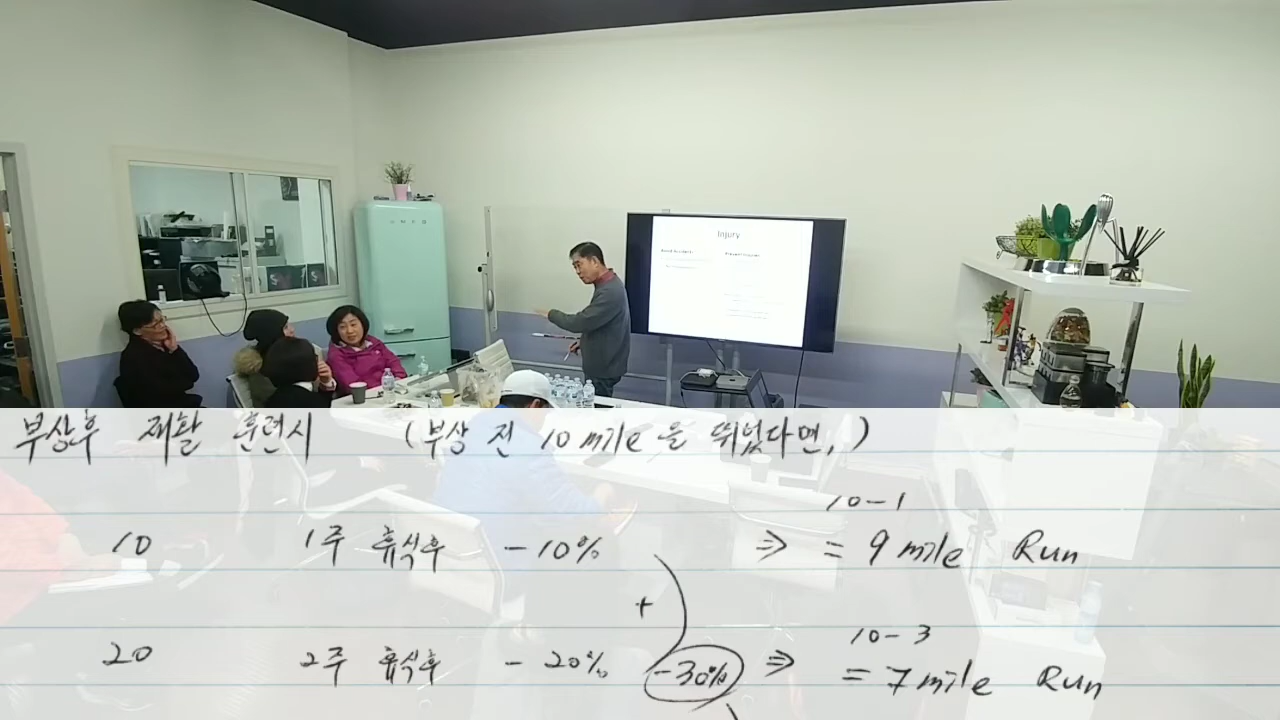 Injury
부상후 재활 훈련시 (부상 전 10 mile 을 뛰었다면,)
10-1
10 1주 휴식후 -10% ⇒ = 9 mile Run
+
10-3
20 2주 휴식후 -20% -30% ⇒ = 7 mile Run